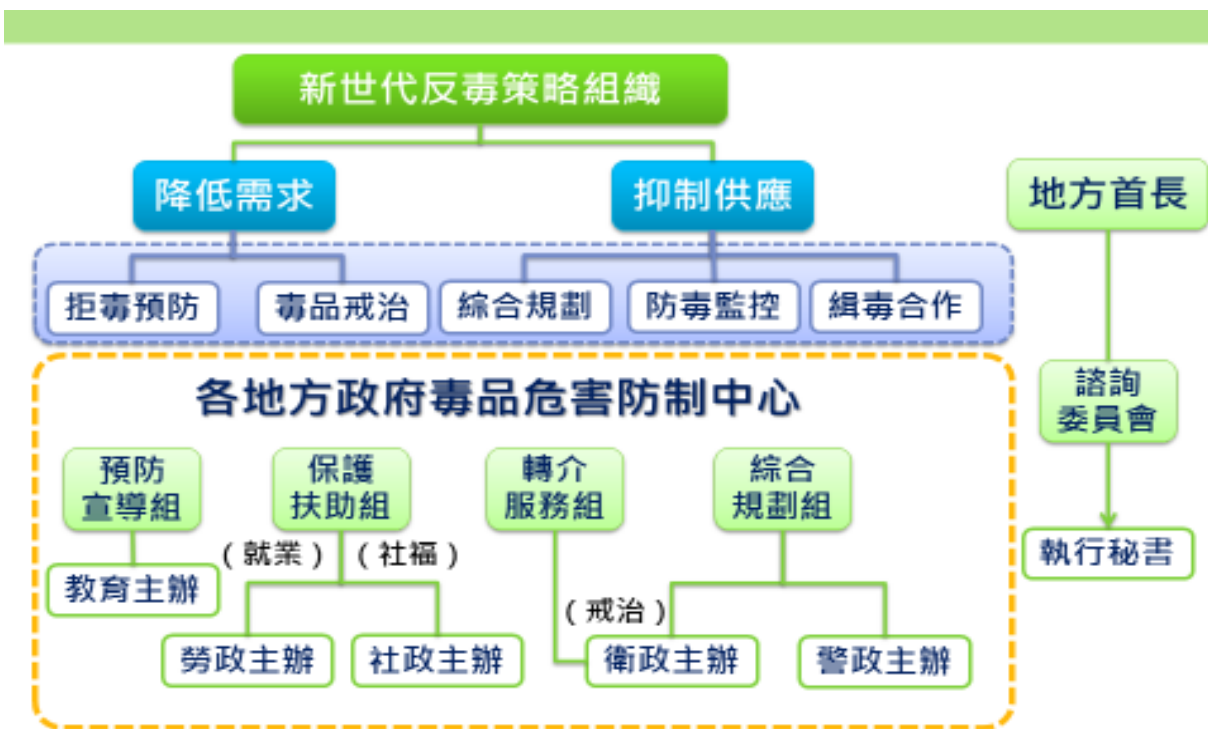 新世代反毒策略組織
降低需求
抑制供應
地方首長
拒毒預防
毒品戒治
綜合規劃
防毒監控
緝毒合作
各地方政府毒品危害防制中心
諮詢
委員會
預防
宣導組
保護
扶助組
轉介
服務組
綜合
規劃組
(就業)
(社福)
執行秘書
教育主辦
(戒治)
勞政主辦
社政主辦
衛政主辦
警政主辦